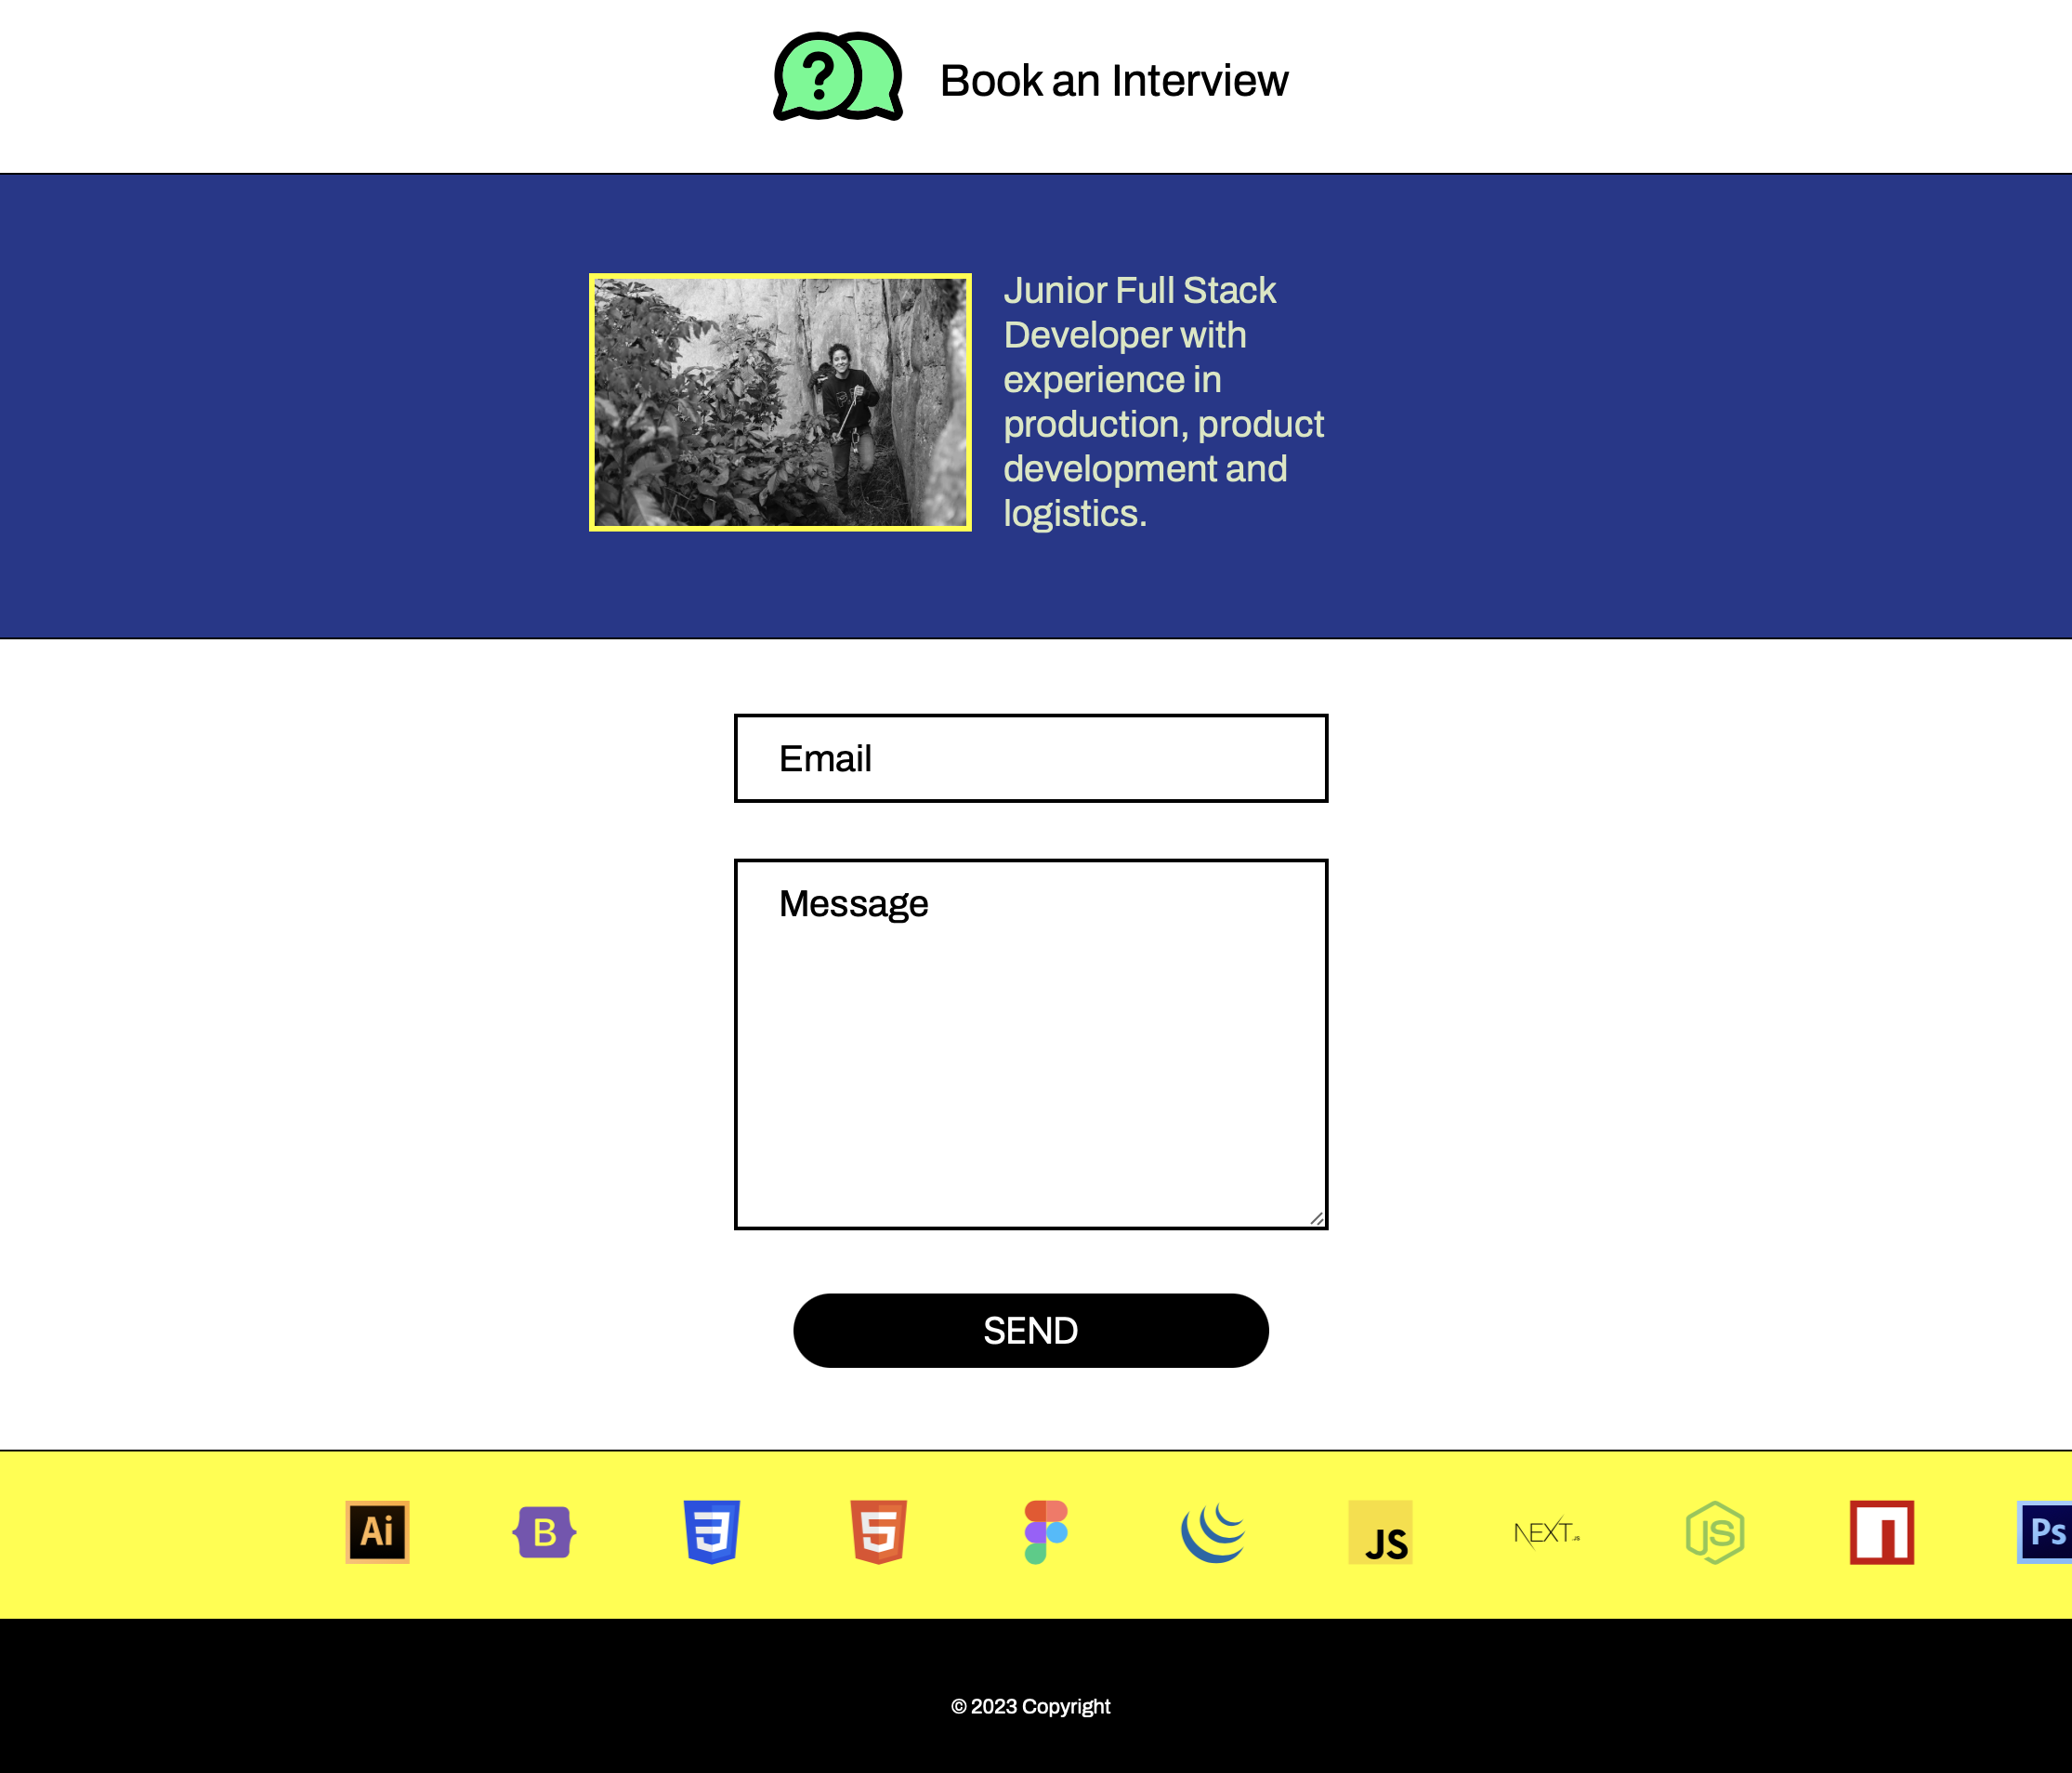 ?
Book an Interview
Junior Full Stack
Developer with
experience in
production, product
development and
logistics.
Email
Message
SEND
Ai
B
3
5
JS
NEXT.JS
JS
n
Ps
© 2023 Copyright